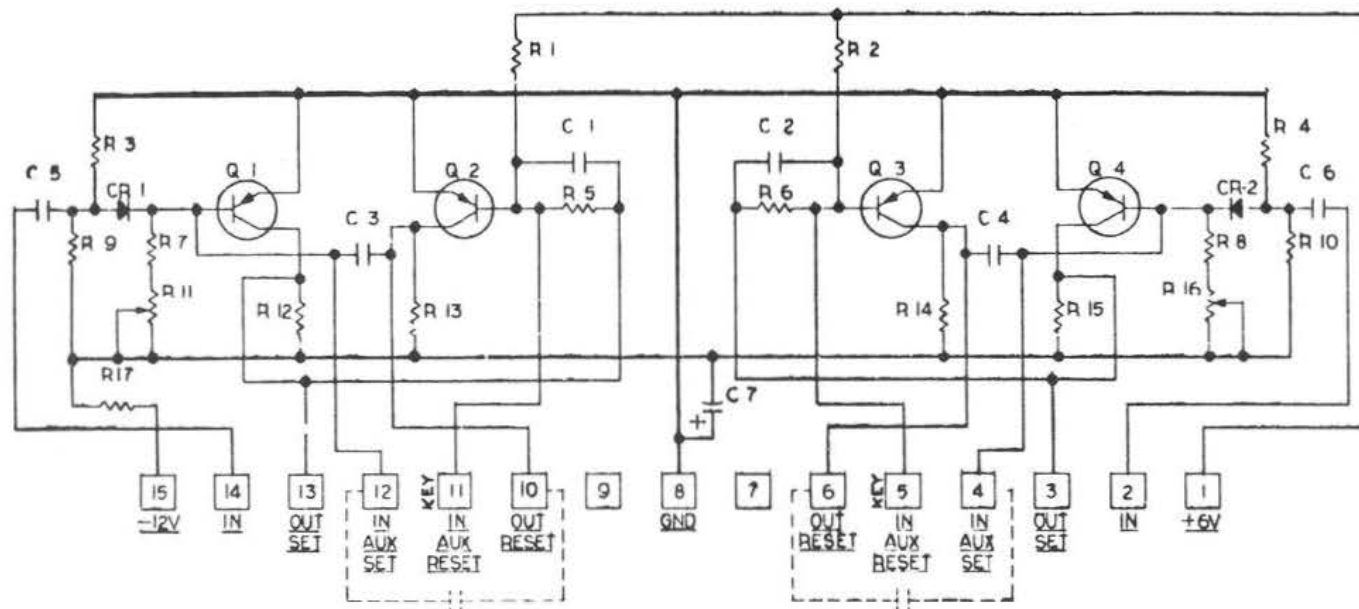 R 1
R 2
R 3
C 1
C 2
R 4
C 5
Q 1
Q 2
Q 3
Q 4
C 6
CR 1
R 5
R 6
CR-2
C 3
C 4
R 9
R 7
R 8
R 10
R 11
R 12
R 13
R 14
R 15
R 16
R17
C 7
+
15
14
13
12
KEY
11
10
9
8
7
6
KEY
5
4
3
2
1
-12V
IN
OUT
SET
IN
AUX
SET
IN
AUX
RESET
OUT
RESET
GND
OUT
RESET
IN
AUX
RESET
IN
AUX
SET
OUT
SET
IN
+6V